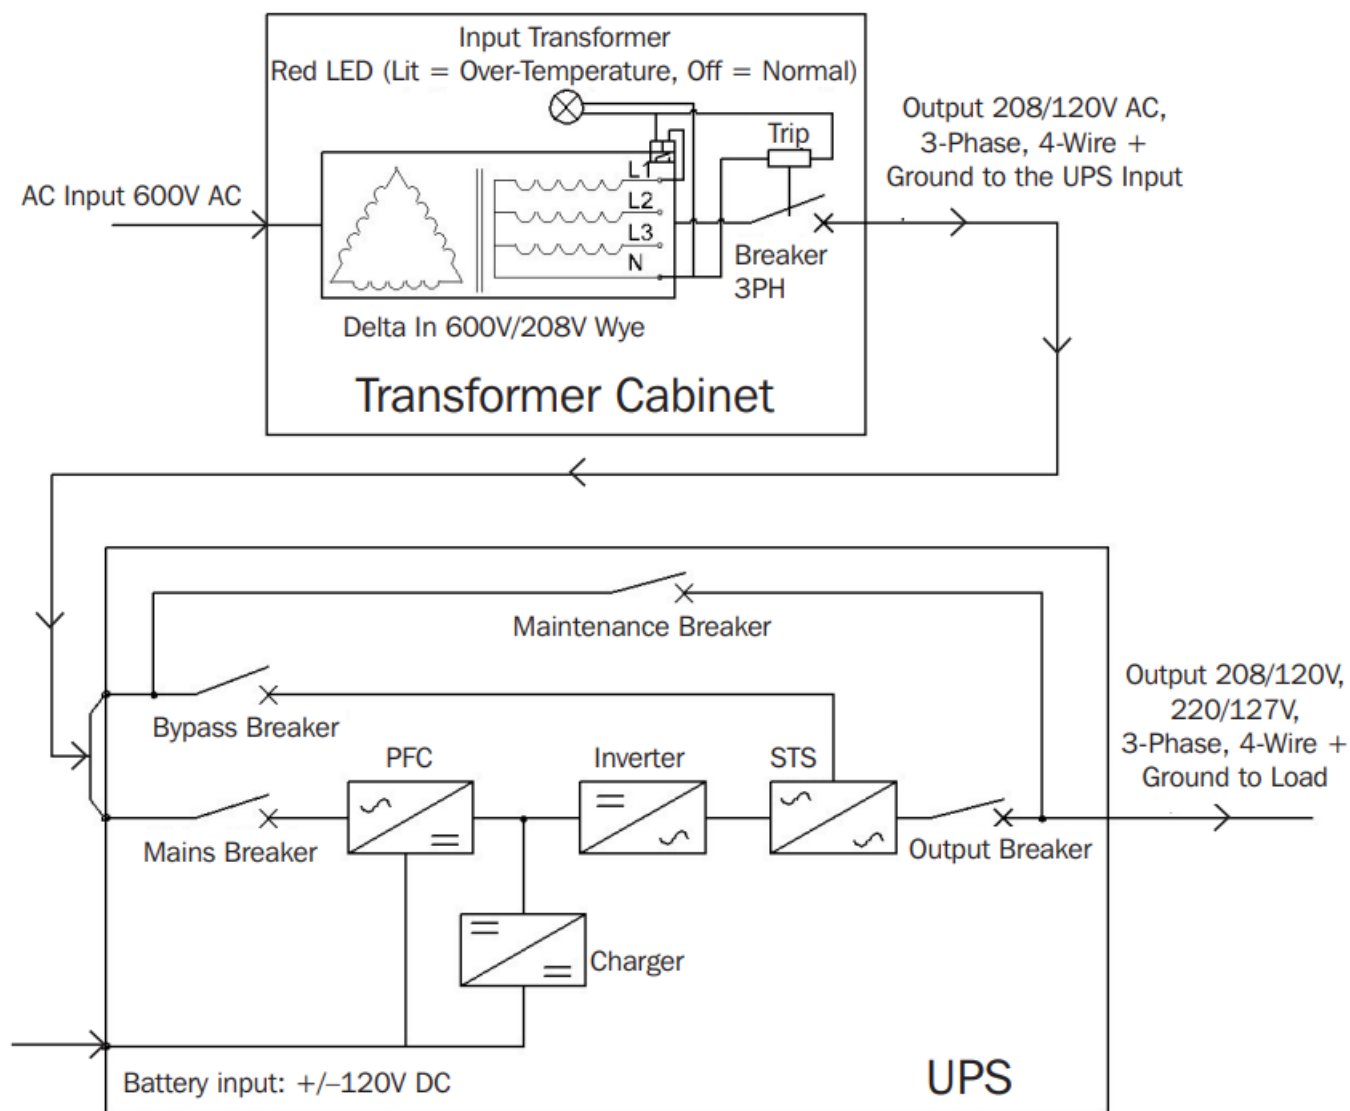 Input Transformer
Red LED (Lit = Over-Temperature, Off = Normal)
Output 208/120V AC,
3-Phase, 4-Wire +
Ground to the UPS Input
Trip
AC Input 600V AC
L1
L2
L3
N
Breaker
3PH
Delta In 600V/208V Wye
Transformer Cabinet
Maintenance Breaker
Output 208/120V,
220/127V,
3-Phase, 4-Wire +
Ground to Load
Bypass Breaker
PFC
Inverter
STS
Mains Breaker
Output Breaker
Charger
Battery input: +/–120V DC
UPS